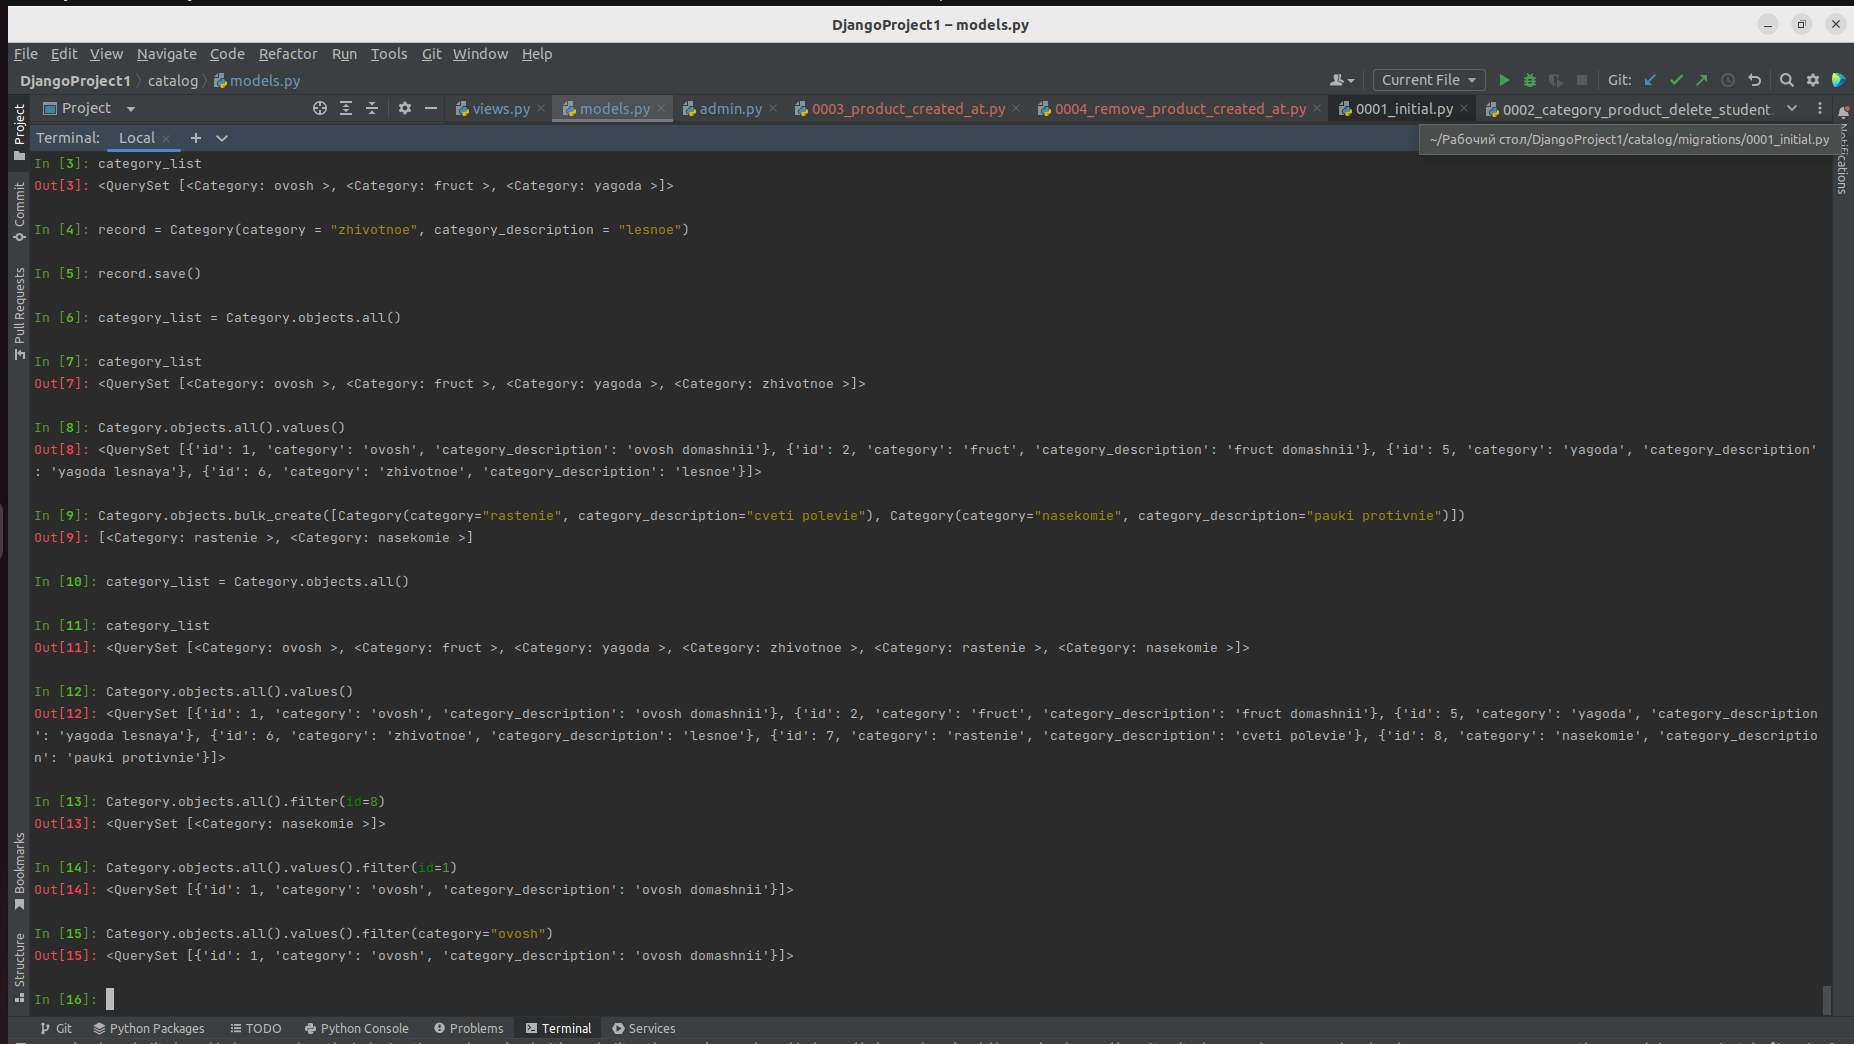 DjangoProject1 – models.py
File Edit View Navigate Code Refactor Run Tools Git Window Help
DjangoProject1 catalog models.py Current File Git:
Project views.py models.py admin.py 0003_product_created_at.py 0004_remove_product_created_at.py 0001_initial.py 0002_category_product_delete_student.
Terminal: Local + ~/Рабочий стол/DjangoProject1/catalog/migrations/0001_initial.py
In [3]: category_list
Out[3]: <QuerySet [<Category: ovosh >, <Category: fruct >, <Category: yagoda >]>
In [4]: record = Category(category = "zhivotnoe", category_description = "lesnoe")
In [5]: record.save()
In [6]: category_list = Category.objects.all()
In [7]: category_list
Out[7]: <QuerySet [<Category: ovosh >, <Category: fruct >, <Category: yagoda >, <Category: zhivotnoe >]>
In [8]: Category.objects.all().values()
Out[8]: <QuerySet [{'id': 1, 'category': 'ovosh', 'category_description': 'ovosh domashnii'}, {'id': 2, 'category': 'fruct', 'category_description': 'fruct domashnii'}, {'id': 5, 'category': 'yagoda', 'category_description'
: 'yagoda lesnaya'}, {'id': 6, 'category': 'zhivotnoe', 'category_description': 'lesnoe'}]>
In [9]: Category.objects.bulk_create([Category(category="rastenie", category_description="cveti polevie"), Category(category="nasekomie", category_description="pauki protivnie")])
Out[9]: [<Category: rastenie >, <Category: nasekomie >]
In [10]: category_list = Category.objects.all()
In [11]: category_list
Out[11]: <QuerySet [<Category: ovosh >, <Category: fruct >, <Category: yagoda >, <Category: zhivotnoe >, <Category: rastenie >, <Category: nasekomie >]>
In [12]: Category.objects.all().values()
Out[12]: <QuerySet [{'id': 1, 'category': 'ovosh', 'category_description': 'ovosh domashnii'}, {'id': 2, 'category': 'fruct', 'category_description': 'fruct domashnii'}, {'id': 5, 'category': 'yagoda', 'category_description
': 'yagoda lesnaya'}, {'id': 6, 'category': 'zhivotnoe', 'category_description': 'lesnoe'}, {'id': 7, 'category': 'rastenie', 'category_description': 'cveti polevie'}, {'id': 8, 'category': 'nasekomie', 'category_descriptio
n': 'pauki protivnie'}]>
In [13]: Category.objects.all().filter(id=8)
Out[13]: <QuerySet [<Category: nasekomie >]>
In [14]: Category.objects.all().values().filter(id=1)
Out[14]: <QuerySet [{'id': 1, 'category': 'ovosh', 'category_description': 'ovosh domashnii'}]>
In [15]: Category.objects.all().values().filter(category="ovosh")
Out[15]: <QuerySet [{'id': 1, 'category': 'ovosh', 'category_description': 'ovosh domashnii'}]>
In [16]:
Git Python Packages TODO Python Console Problems Terminal Services
Project
Commit
Pull Requests
Bookmarks
Structure
Notifications